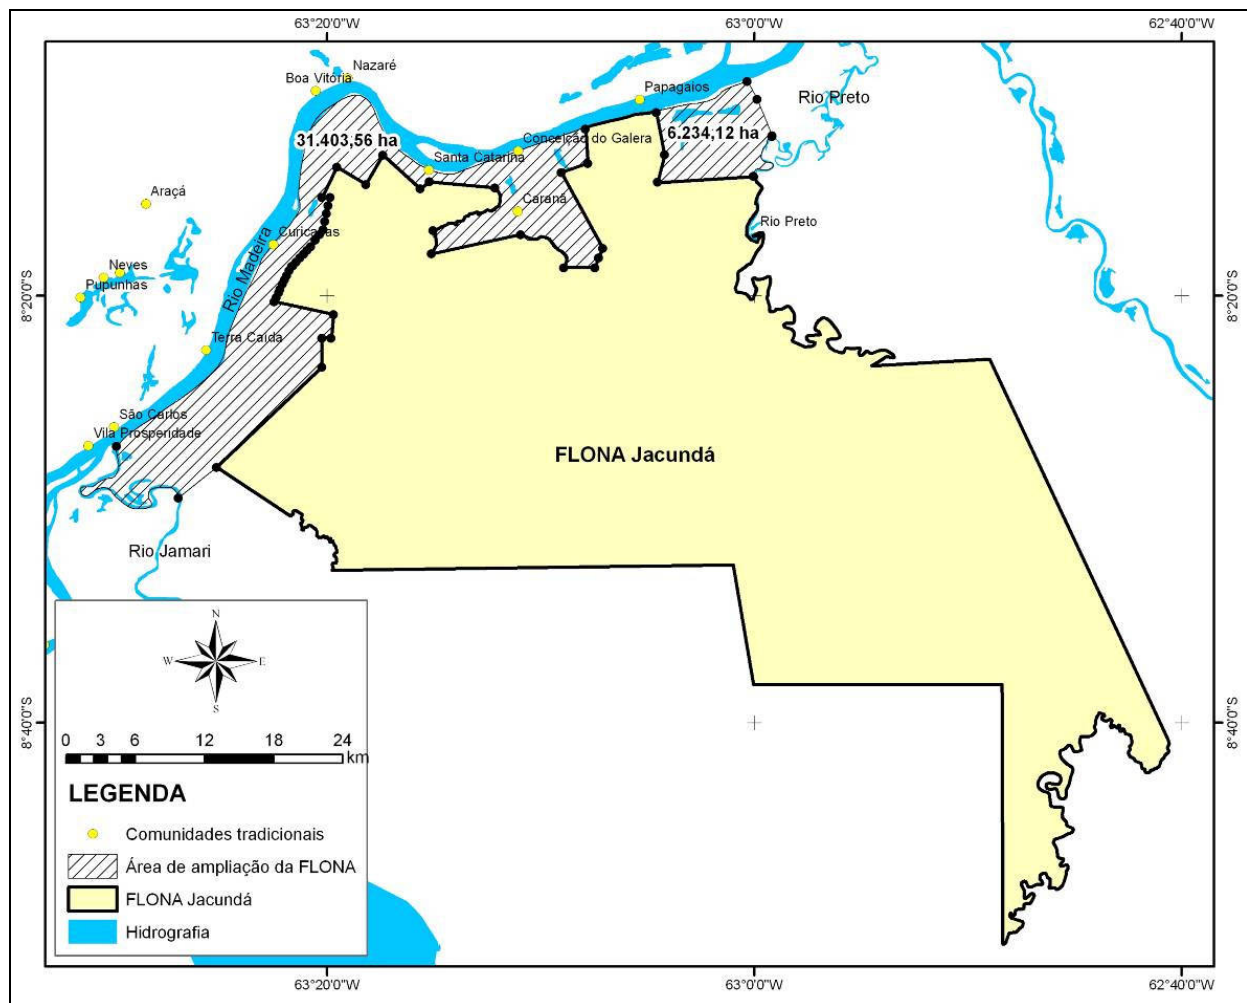 63°20'0"W
63°0'0"W
62°40'0"W
Nazaré
Boa Vitória
Papagaios
Rio Preto
31.403,56 ha
6.234,12 ha
Conceição do Galera
Santa Catarina
Araçá
Caranã
Rio Preto
Curicacas
Rio Madeira
Neves
Pupunhas
8°20'0"S
8°20'0"S
Terra Caída
São Carlos
Vila Prosperidade
FLONA Jacundá
Rio Jamari
N
W
E
S
0 3 6 12 18 24
km
8°40'0"S
8°40'0"S
LEGENDA
Comunidades tradicionais
Área de ampliação da FLONA
FLONA Jacundá
Hidrografia
63°20'0"W
63°0'0"W
62°40'0"W